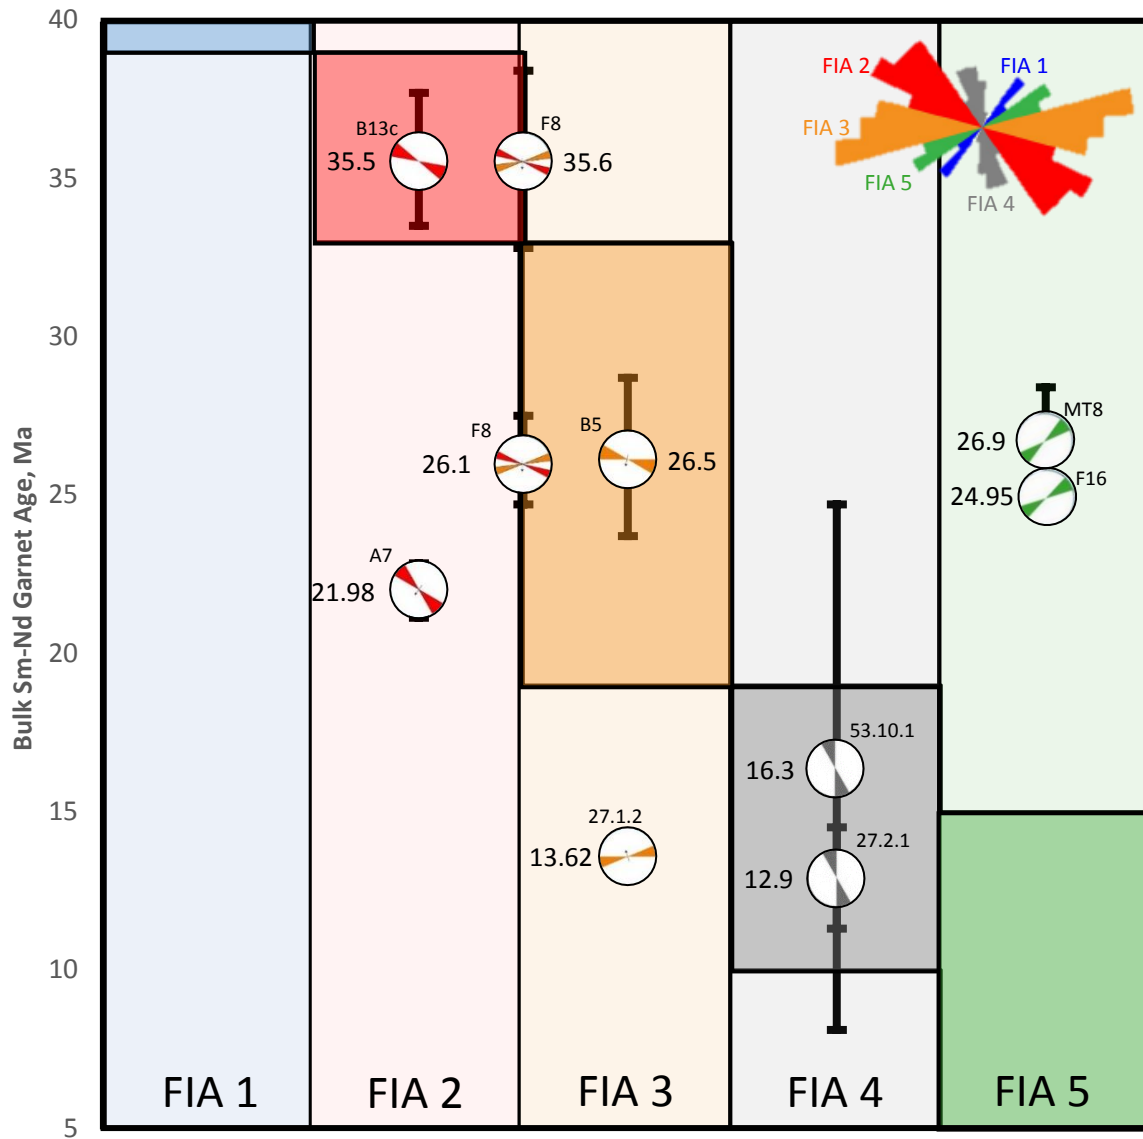 40
FIA 2
FIA 1
FIA 3
FIA 5
FIA 4
B13c
F8
35.5
35.6
35
30
F8
B5
MT8
26.1
26.5
26.9
F16
24.95
25
A7
21.98
20
Bulk Sm-Nd Garnet Age, Ma
53.10.1
16.3
15
27.1.2
27.2.1
13.62
12.9
10
FIA 1
FIA 2
FIA 3
FIA 4
FIA 5
5